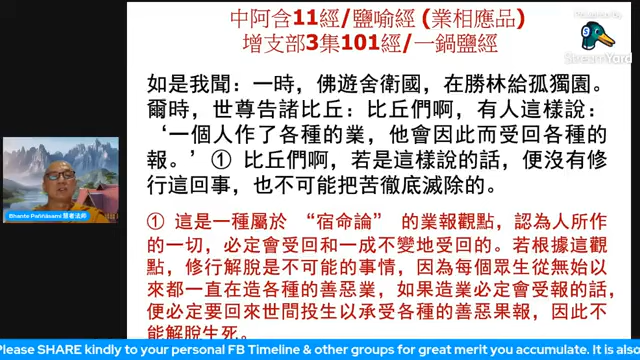 中阿含11經/鹽喻經 (業相應品)
增支部3集101經/一鍋鹽經
StreamYard
如是我聞：一時，佛遊舍衛國，在勝林給孤獨園。
爾時，世尊告諸比丘：比丘們啊，有人這樣說：
‘一個人作了各種的業，他會因此而受回各種的
報。’① 比丘們啊，若是這樣說的話，便沒有修
行這回事，也不可能把苦徹底滅除的。
Bhante Paññāsami 慧者法師
① 這是一種屬於 “宿命論” 的業報觀點，認為人所作
的一切，必定會受回和一成不變地受回的。若根據這觀
點，修行解脫是不可能的事情，因為每個眾生從無始以
來都一直在造各種的善惡業，如果造業必定會受報的話，
便必定要回來世間投生以承受各種的善惡果報，因此不
能解脫生死。
Please SHARE kindly to your personal FB Timeline & other groups for great merit you accumulate. It is also